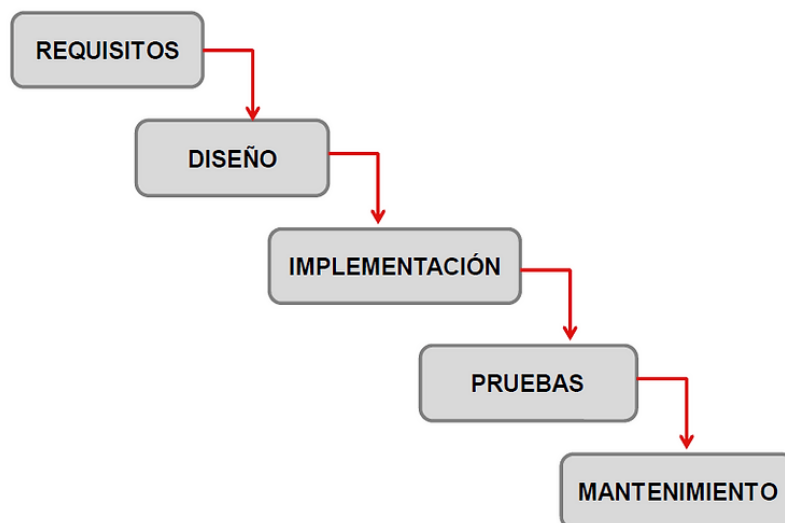 REQUISITOS
DISEÑO
IMPLEMENTACIÓN
PRUEBAS
MANTENIMIENTO